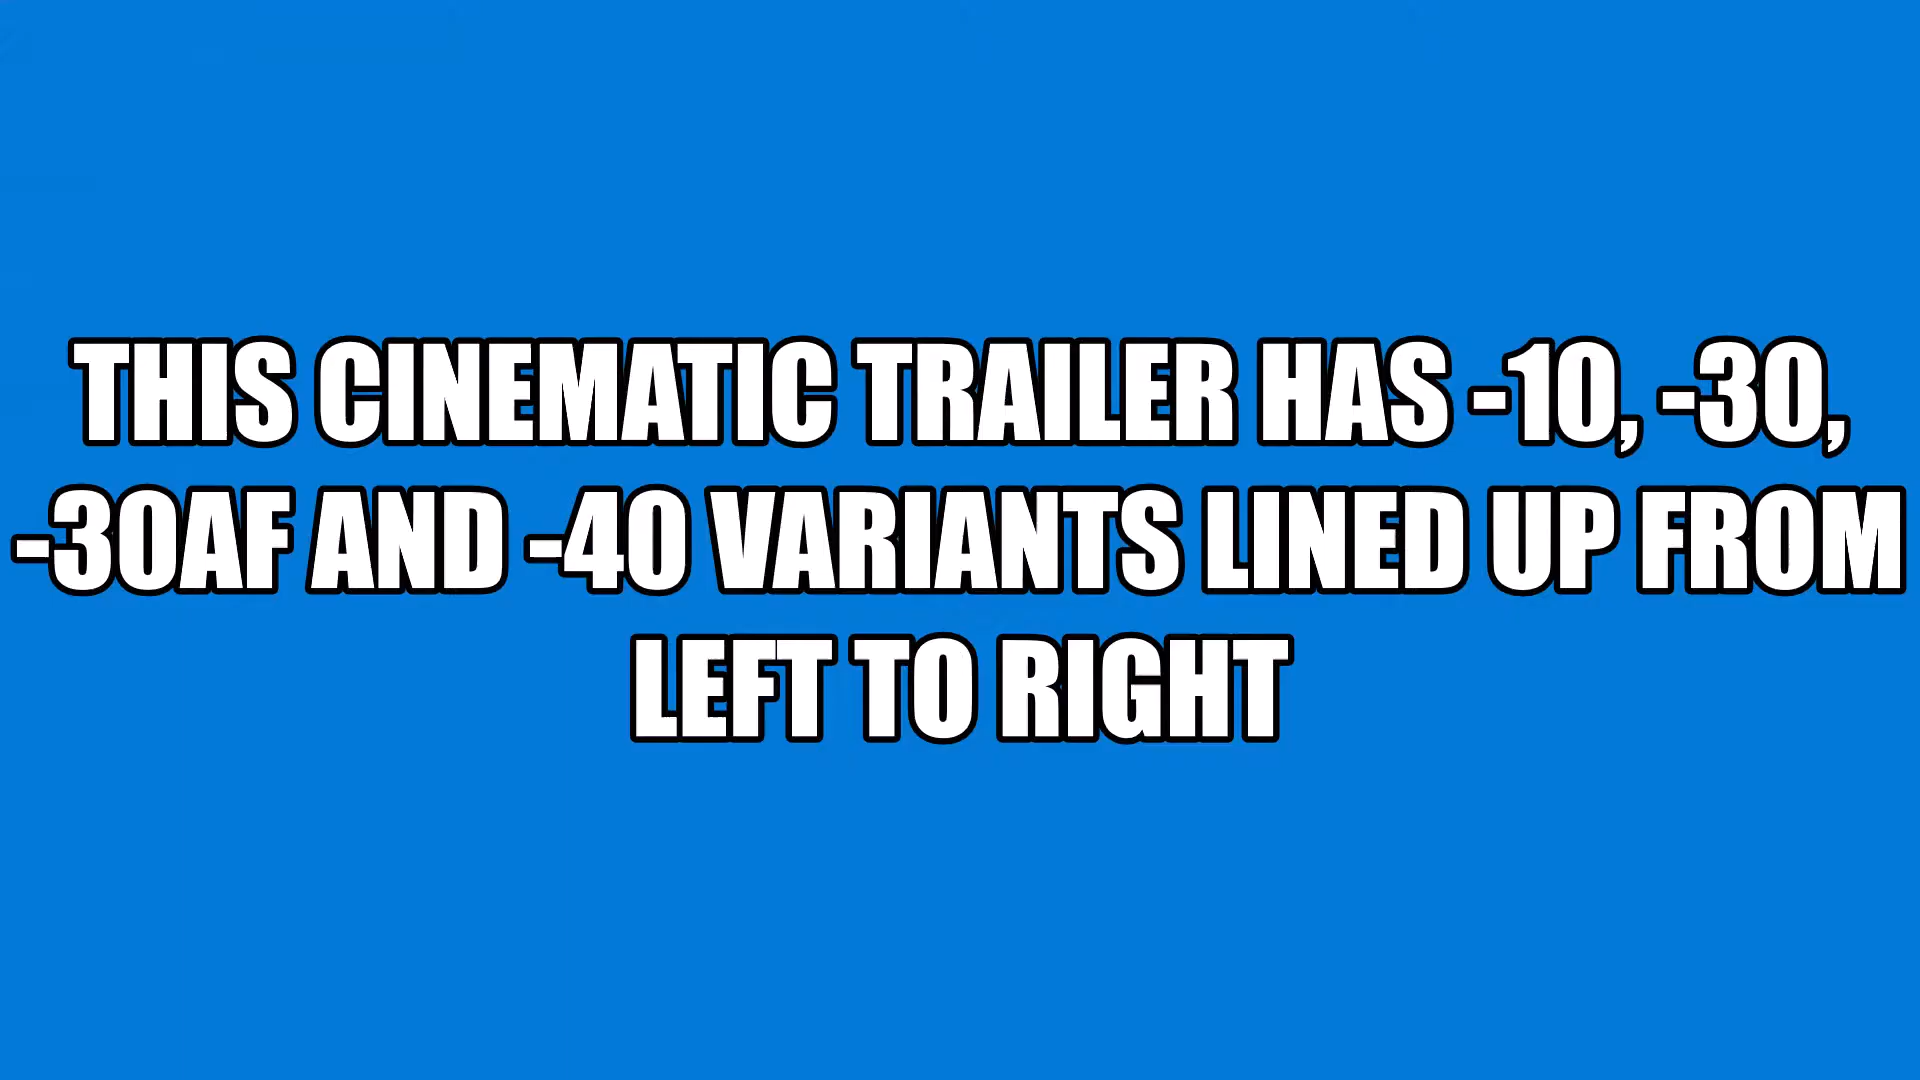 THIS CINEMATIC TRAILER HAS -10, -30,
-30AF AND -40 VARIANTS LINED UP FROM
LEFT TO RIGHT